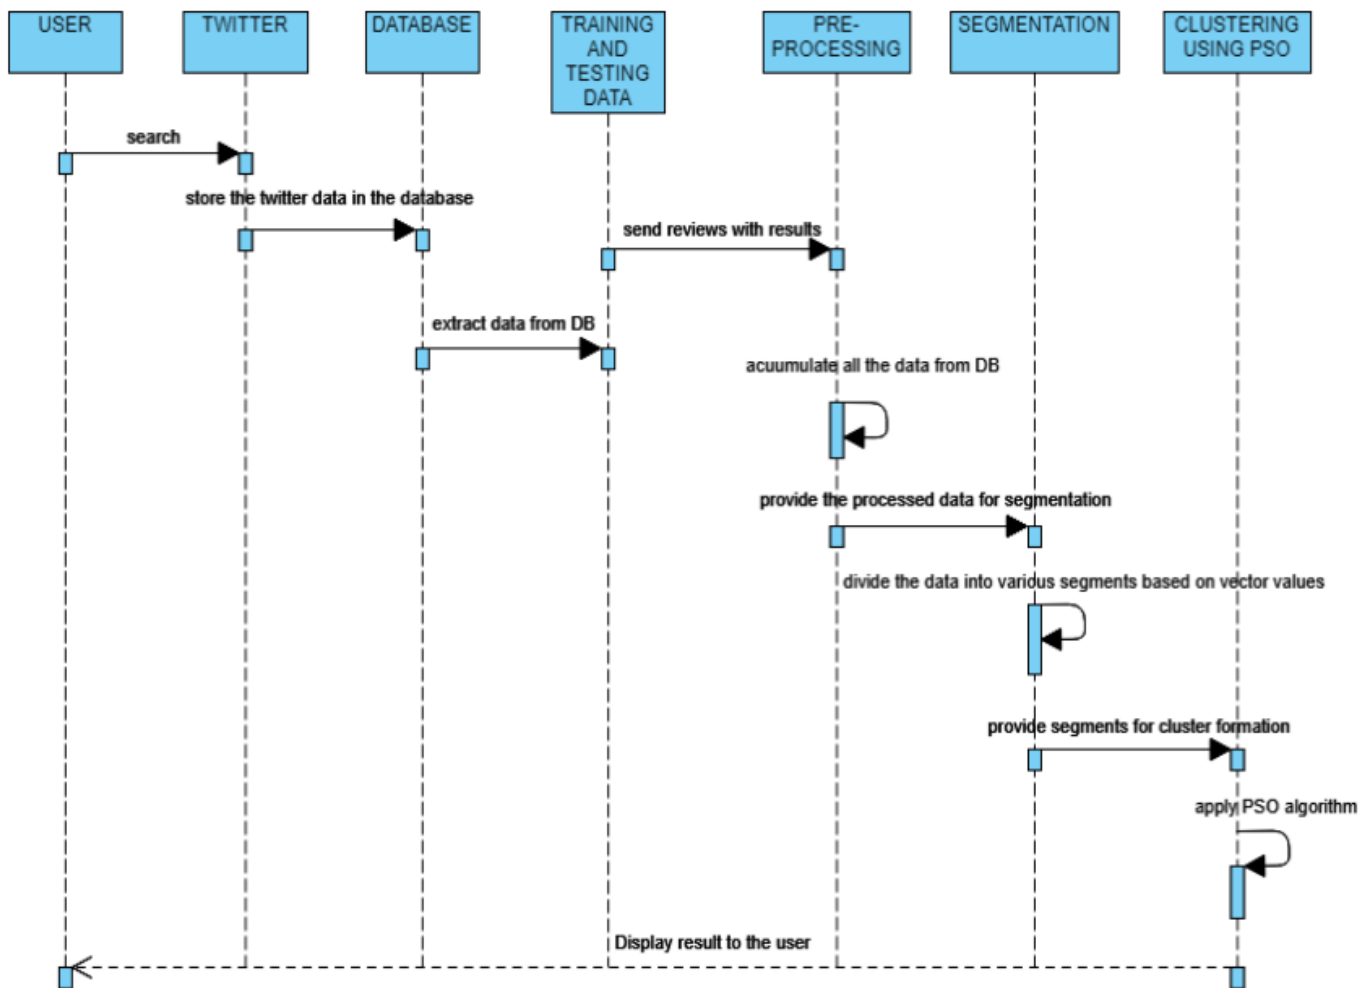 USER
TWITTER
DATABASE
TRAINING
AND
TESTING
DATA
PRE-
PROCESSING
SEGMENTATION
CLUSTERING
USING PSO
search
store the twitter data in the database
send reviews with results
extract data from DB
acuumulate all the data from DB
provide the processed data for segmentation
divide the data into various segments based on vector values
provide segments for cluster formation
apply PSO algorithm
Display result to the user